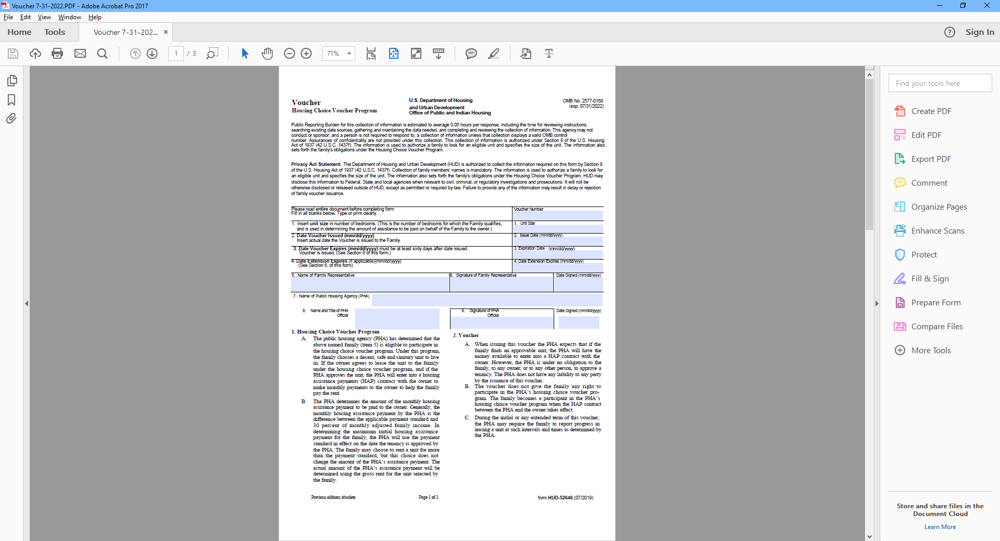 Voucher 7-31-2022.PDF - Adobe Acrobat Pro 2017
File Edit View Window Help
Home Tools Voucher 7-31-202... × Sign In
1 / 3 71%
Find your tools here
Create PDF
Edit PDF
Export PDF
Comment
Organize Pages
Enhance Scans
Protect
Fill & Sign
Prepare Form
Compare Files
More Tools
Store and share files in the
Document Cloud
Learn More
Voucher
Housing Choice Voucher Program
U.S. Department of Housing
and Urban Development
Office of Public and Indian Housing
OMB No. 2577-0169
(exp. 07/31/2022)
Public Reporting Burden for this collection of information is estimated to average 0.05 hours per response, including the time for reviewing instructions,
searching existing data sources, gathering and maintaining the data needed, and completing and reviewing the collection of information. This agency may not
conduct or sponsor, and a person is not required to respond to, a collection of information unless that collection displays a valid OMB control
number. Assurances of confidentiality are not provided under this collection. This collection of information is authorized under Section 8 of the U.S. Housing
Act of 1937 (42 U.S.C. 1437f). The information is used to authorize a family to look for an eligible unit and specifies the size of the unit. The information also
sets forth the family's obligations under the Housing Choice Voucher Program.
Privacy Act Statement. The Department of Housing and Urban Development (HUD) is authorized to collect the information required on this form by Section 8
of the U.S. Housing Act of 1937 (42 U.S.C. 1437f). Collection of family members' names is mandatory. The information is used to authorize a family to look for
an eligible unit and specifies the size of the unit. The information also sets forth the family's obligations under the Housing Choice Voucher Program. HUD may
disclose this information to Federal, State and local agencies when relevant to civil, criminal, or regulatory investigations and prosecutions. It will not be
otherwise disclosed or released outside of HUD, except as permitted or required by law. Failure to provide any of the information may result in delay or rejection
of family voucher issuance.
Please read entire document before completing form
Fill in all blanks below. Type or print clearly.
Voucher Number
1. Insert unit size in number of bedrooms. (This is the number of bedrooms for which the Family qualifies,
and is used in determining the amount of assistance to be paid on behalf of the Family to the owner.)
1. Unit Size
2. Date Voucher Issued (mm/dd/yyyy)
Insert actual date the Voucher is issued to the Family.
2. Issue Date (mm/dd/yyyy)
3. Date Voucher Expires (mm/dd/yyyy) must be at least sixty days after date issued.
Voucher is issued. (See Section 6 of this form.)
3. Expiration Date (mm/dd/yyyy)
4. Date Extension Expires (if applicable)(mm/dd/yyyy)
(See Section 6. of this form)
4. Date Extension Expires (mm/dd/yyyy)
5. Name of Family Representative
6. Signature of Family Representative
Date Signed (mm/dd/yyyy)
7. Name of Public Housing Agency (PHA)
8. Name and Title of PHA
Official
9. Signature of PHA
Official
Date Signed (mm/dd/yyyy)
1. Housing Choice Voucher Program
A. The public housing agency (PHA) has determined that the
above named family (item 5) is eligible to participate in
the housing choice voucher program. Under this program,
the family chooses a decent, safe and sanitary unit to live
in. If the owner agrees to lease the unit to the family
under the housing choice voucher program, and if the
PHA approves the unit, the PHA will enter into a housing
assistance payments (HAP) contract with the owner to
make monthly payments to the owner to help the family
pay the rent.
B. The PHA determines the amount of the monthly housing
assistance payment to be paid to the owner. Generally, the
monthly housing assistance payment by the PHA is the
difference between the applicable payment standard and
30 percent of monthly adjusted family income. In
determining the maximum initial housing assistance
payment for the family, the PHA will use the payment
standard in effect on the date the tenancy is approved by
the PHA. The family may choose to rent a unit for more
than the payment standard, but this choice does not
change the amount of the PHA's assistance payment. The
actual amount of the PHA's assistance payment will be
determined using the gross rent for the unit selected by
the family.
2. Voucher
A. When issuing this voucher the PHA expects that if the
family finds an approvable unit, the PHA will have the
money available to enter into a HAP contract with the
owner. However, the PHA is under no obligation to the
family, to any owner, or to any other person, to approve a
tenancy. The PHA does not have any liability to any party
by the issuance of this voucher.
B. The voucher does not give the family any right to
participate in the PHA's housing choice voucher pro-
gram. The family becomes a participant in the PHA's
housing choice voucher program when the HAP contract
between the PHA and the owner takes effect.
C. During the initial or any extended term of this voucher,
the PHA may require the family to report progress in
leasing a unit at such intervals and times as determined by
the PHA.
Previous editions obsolete Page 1 of 3 form HUD-52646 (07/2019)